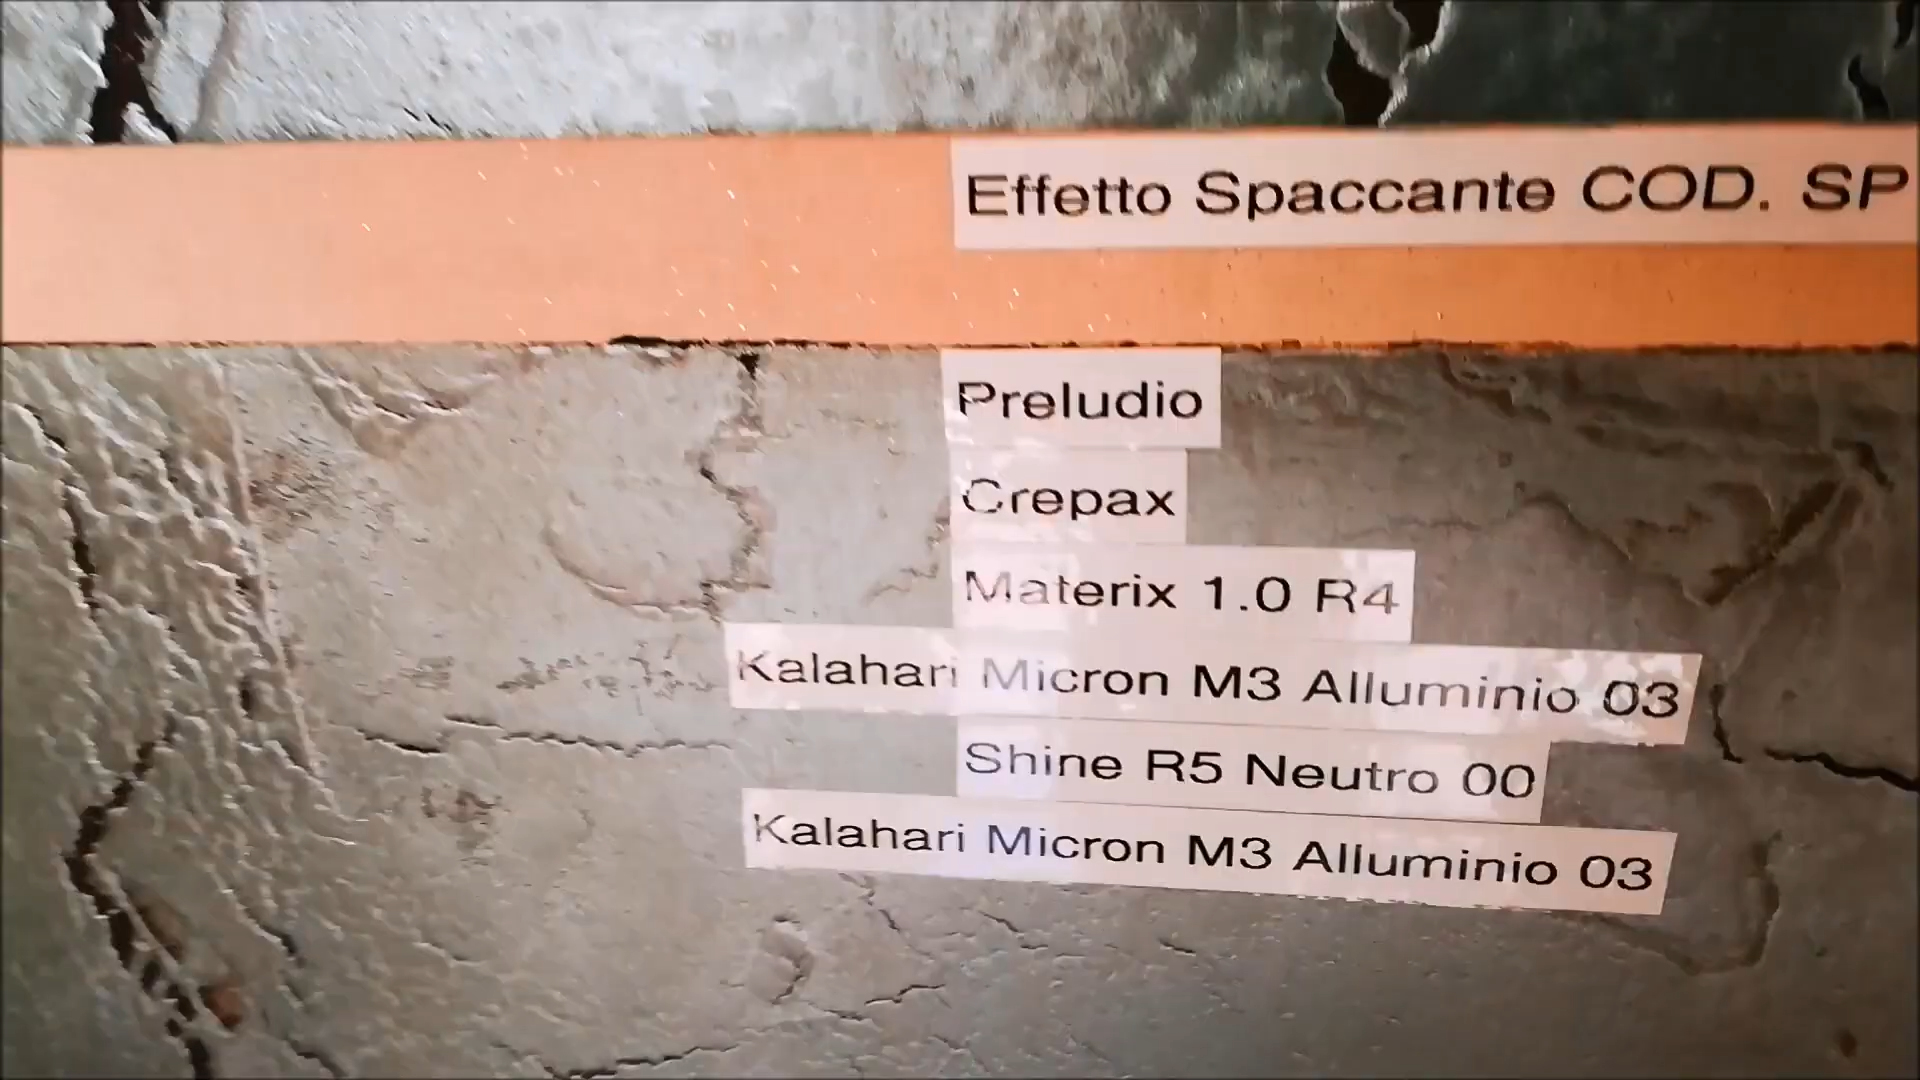 Effetto Spaccante COD. SP
Preludio
Crepax
Materix 1.0 R4
Kalahari Micron M3 Alluminio 03
Shine R5 Neutro 00
Kalahari Micron M3 Alluminio 03